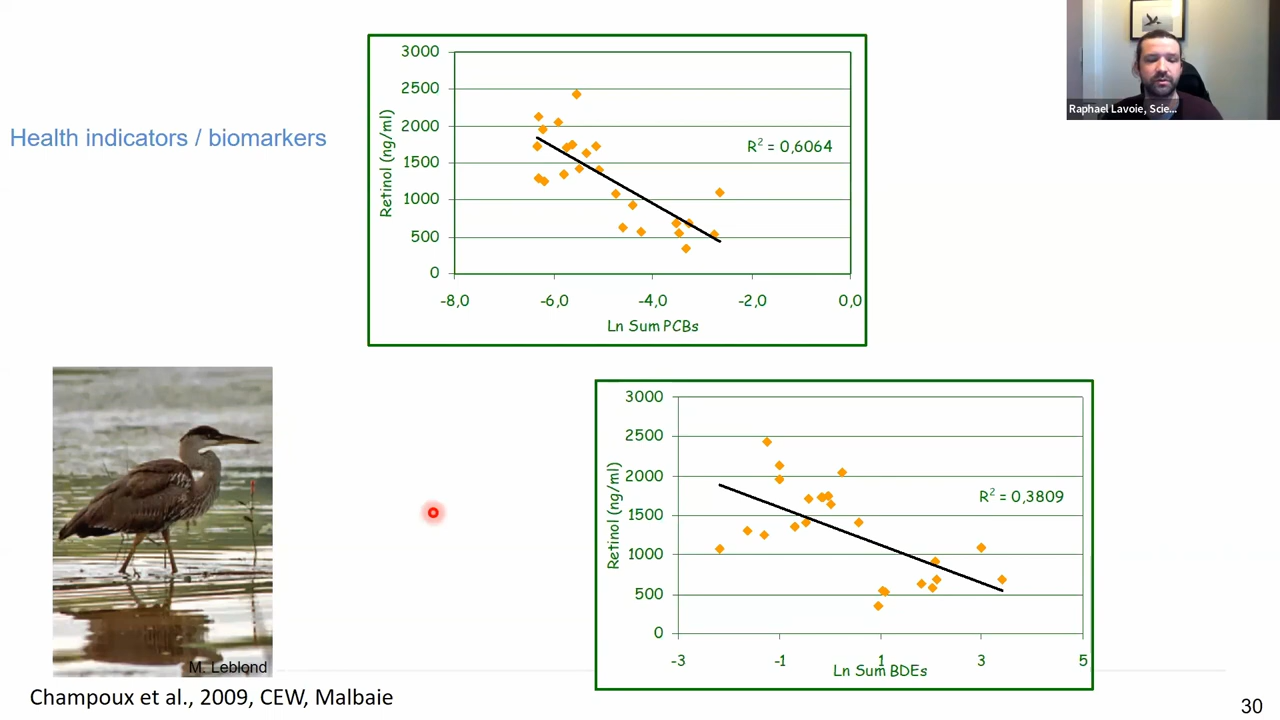 Raphael Lavoie, Scie...
Health indicators / biomarkers
3000
2500
2000
1500
1000
500
0
Retinol (ng/ml)
R² = 0,6064
-8,0 -6,0 -4,0 -2,0 0,0
Ln Sum PCBs
3000
2500
2000
1500
1000
500
0
Retinol (ng/ml)
R² = 0,3809
-3 -1 1 3 5
Ln Sum BDEs
M. Leblond
Champoux et al., 2009, CEW, Malbaie
30